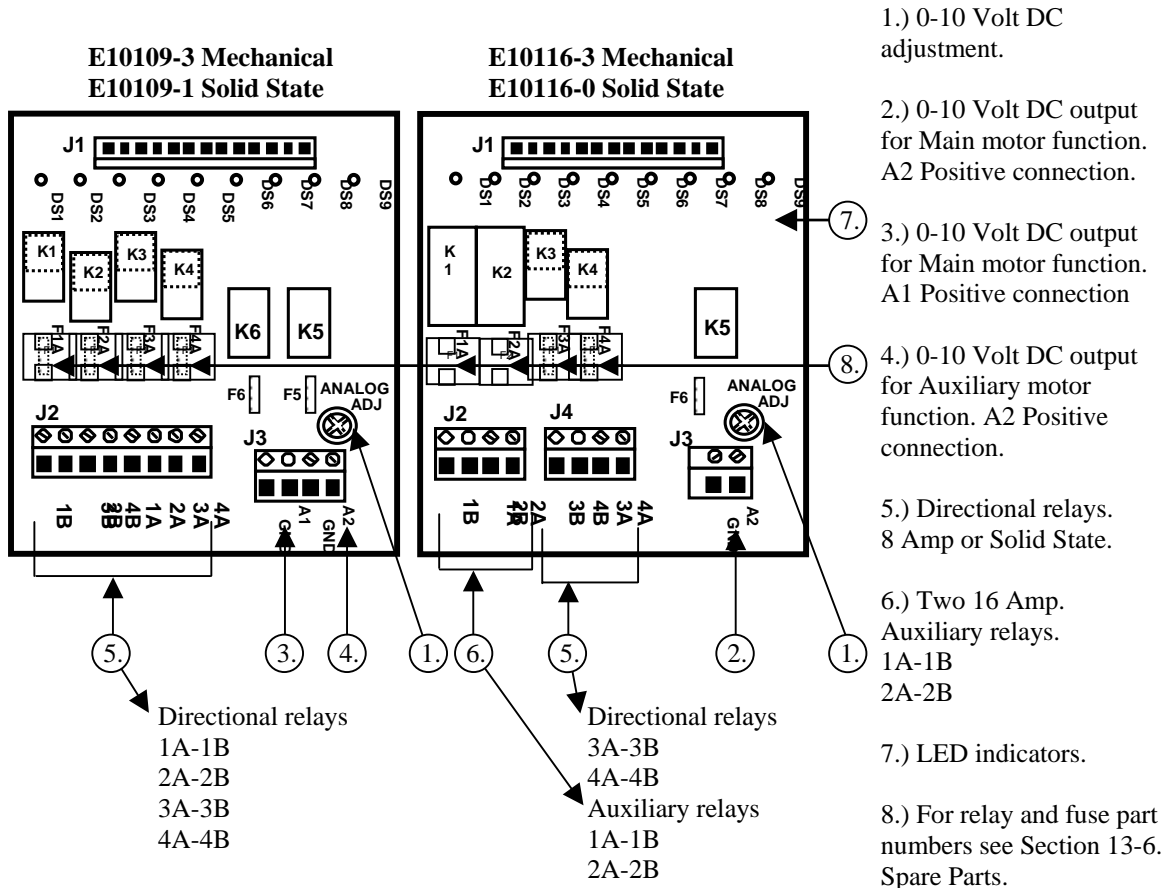 E10109-3 Mechanical
E10109-1 Solid State
E10116-3 Mechanical
E10116-0 Solid State
J1
DS1
DS2
DS3
DS4
DS5
DS6
DS7
DS8
DS9
K1
K2
K3
K4
K6
K5
F1A
F2A
F3A
F4A
F6
F5
ANALOG
ADJ
J2
J3
1B
2B
3B
4B
1A
2A
3A
4A
A1
GND
A2
J1
DS1
DS2
DS3
DS4
DS5
DS6
DS7
DS8
DS9
K
1
K2
K3
K4
K5
F1A
F2A
F3A
F4A
F6
ANALOG
ADJ
J2
J4
J3
1B
2B
1A
2A
3B
4B
3A
4A
GND
A2
7.
8.
5.
3.
4.
1.
6.
5.
2.
1.
Directional relays
1A-1B
2A-2B
3A-3B
4A-4B
Directional relays
3A-3B
4A-4B
Auxiliary relays
1A-1B
2A-2B
1.) 0-10 Volt DC
adjustment.
2.) 0-10 Volt DC output
for Main motor function.
A2 Positive connection.
3.) 0-10 Volt DC output
for Main motor function.
A1 Positive connection
4.) 0-10 Volt DC output
for Auxiliary motor
function. A2 Positive
connection.
5.) Directional relays.
8 Amp or Solid State.
6.) Two 16 Amp.
Auxiliary relays.
1A-1B
2A-2B
7.) LED indicators.
8.) For relay and fuse part
numbers see Section 13-6.
Spare Parts.